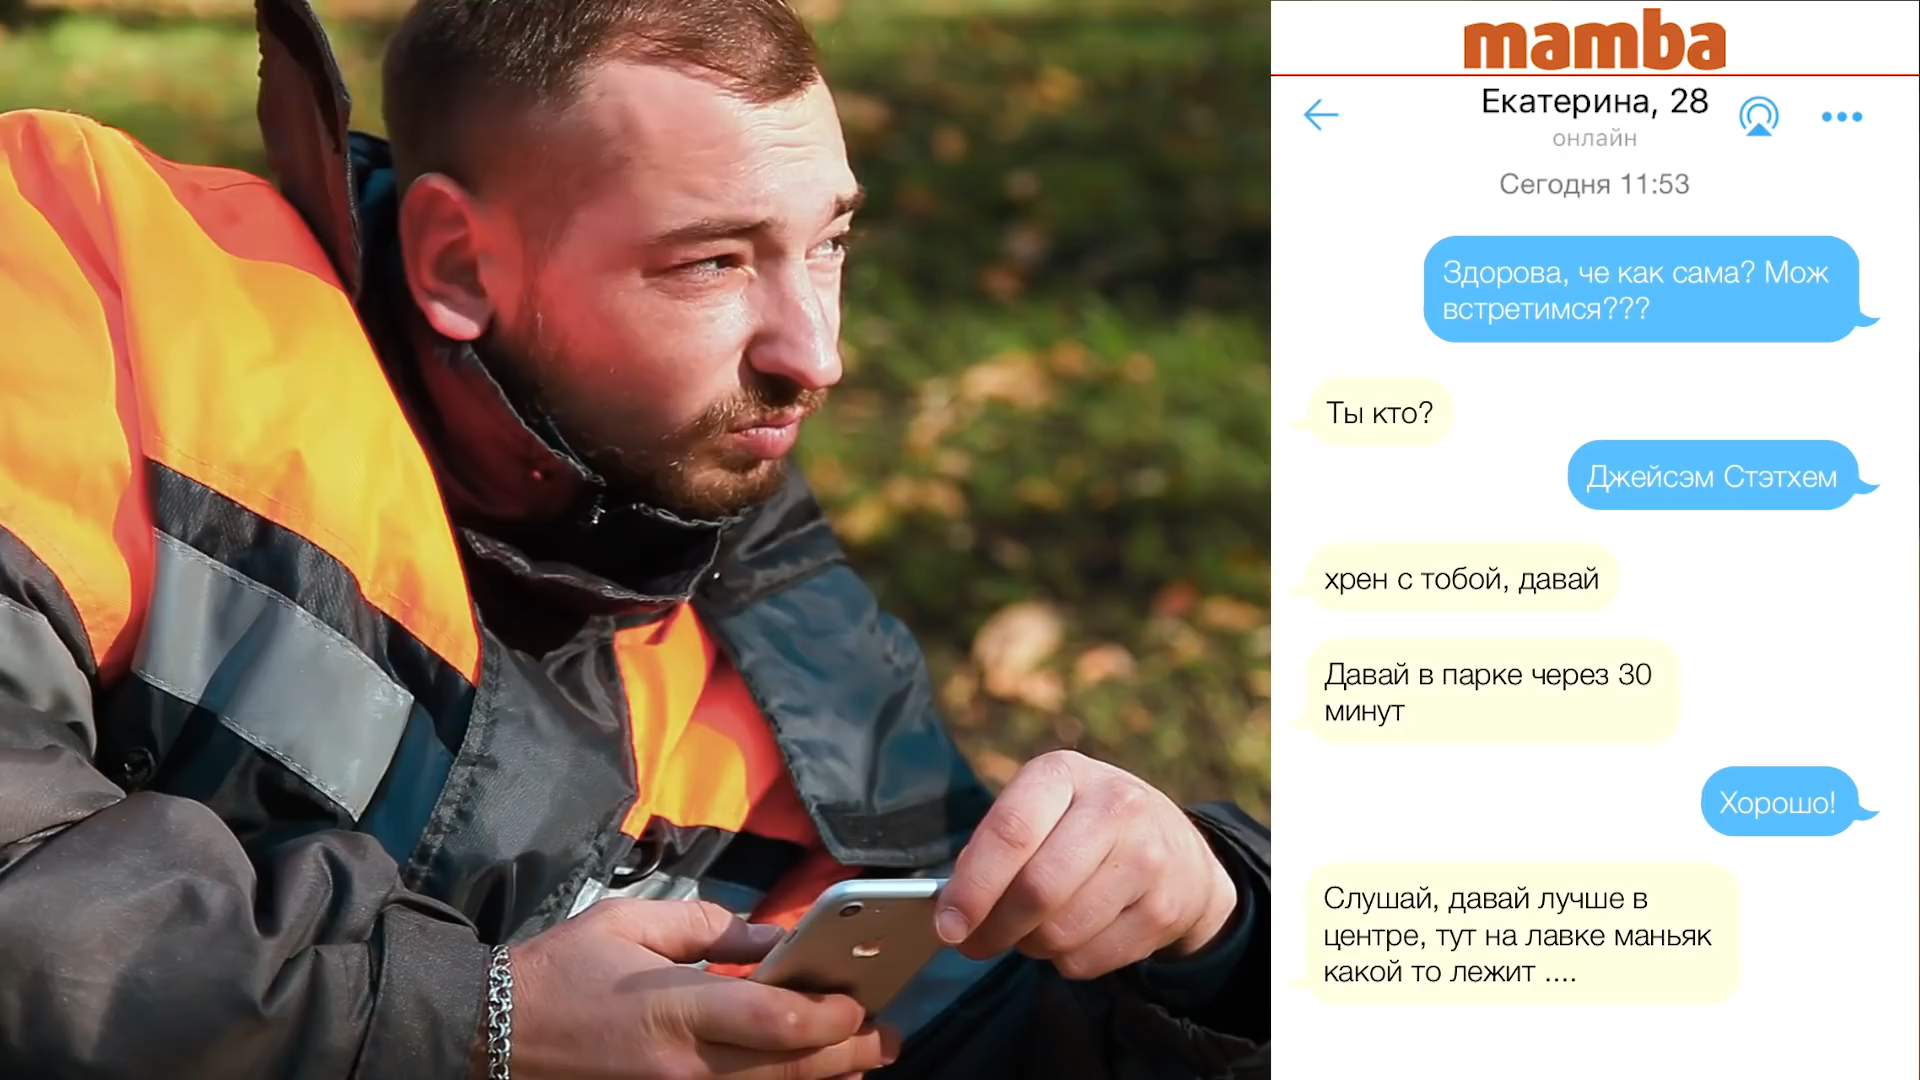 mamba
Екатерина, 28
онлайн
Сегодня 11:53
Здорова, че как сама? Мож
встретимся???
Ты кто?
Джейсэм Стэтхем
хрен с тобой, давай
Давай в парке через 30
минут
Хорошо!
Слушай, давай лучше в
центре, тут на лавке маньяк
какой то лежит ....